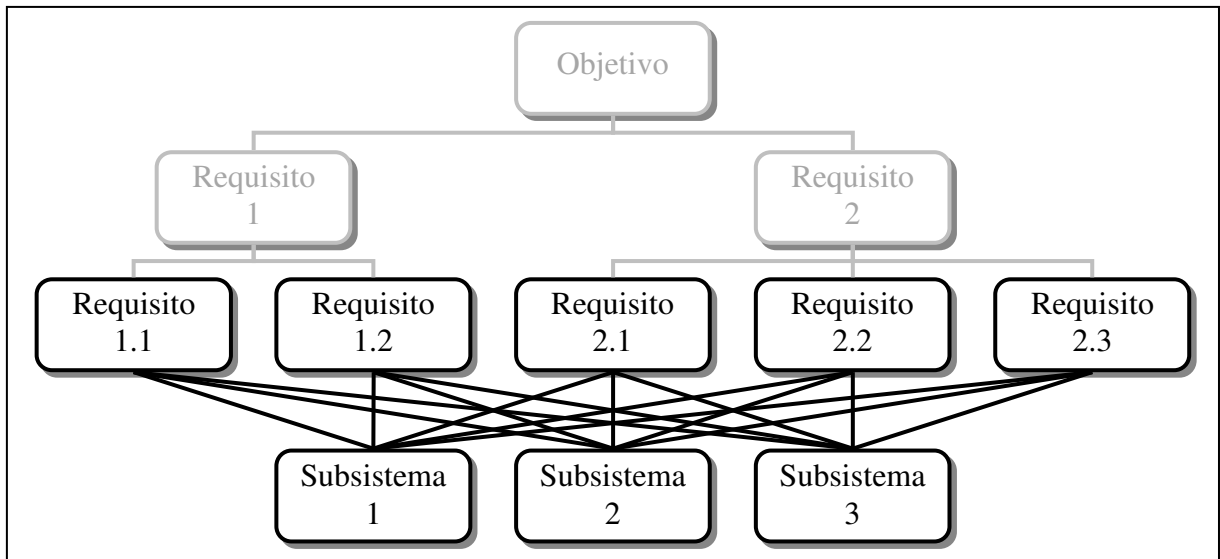 Objetivo
Requisito
1
Requisito
2
Requisito
1.1
Requisito
1.2
Requisito
2.1
Requisito
2.2
Requisito
2.3
Subsistema
1
Subsistema
2
Subsistema
3